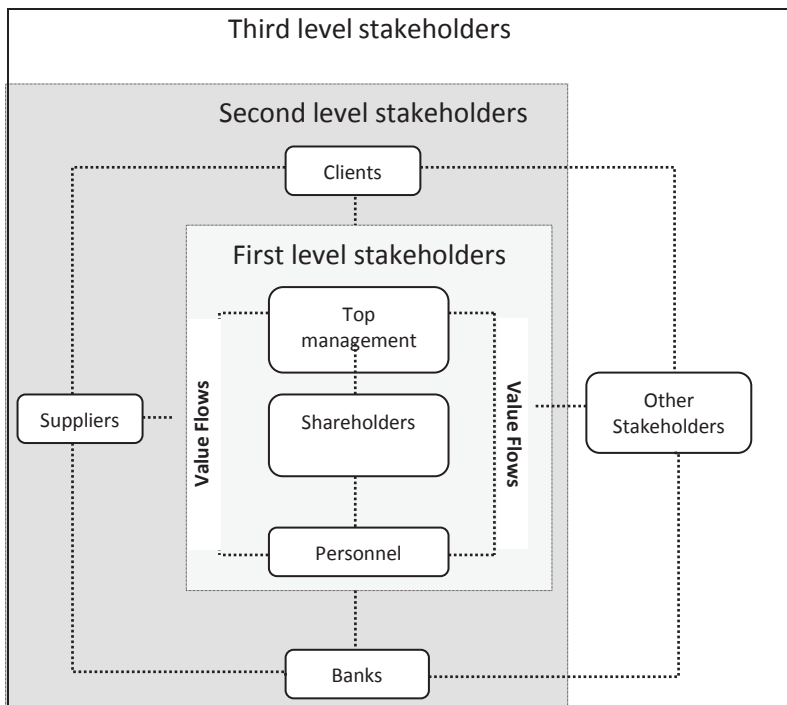 Third level stakeholders
Second level stakeholders
Clients
First level stakeholders
Top
management
Value Flows
Value Flows
Suppliers
Shareholders
Other
Stakeholders
Personnel
Banks